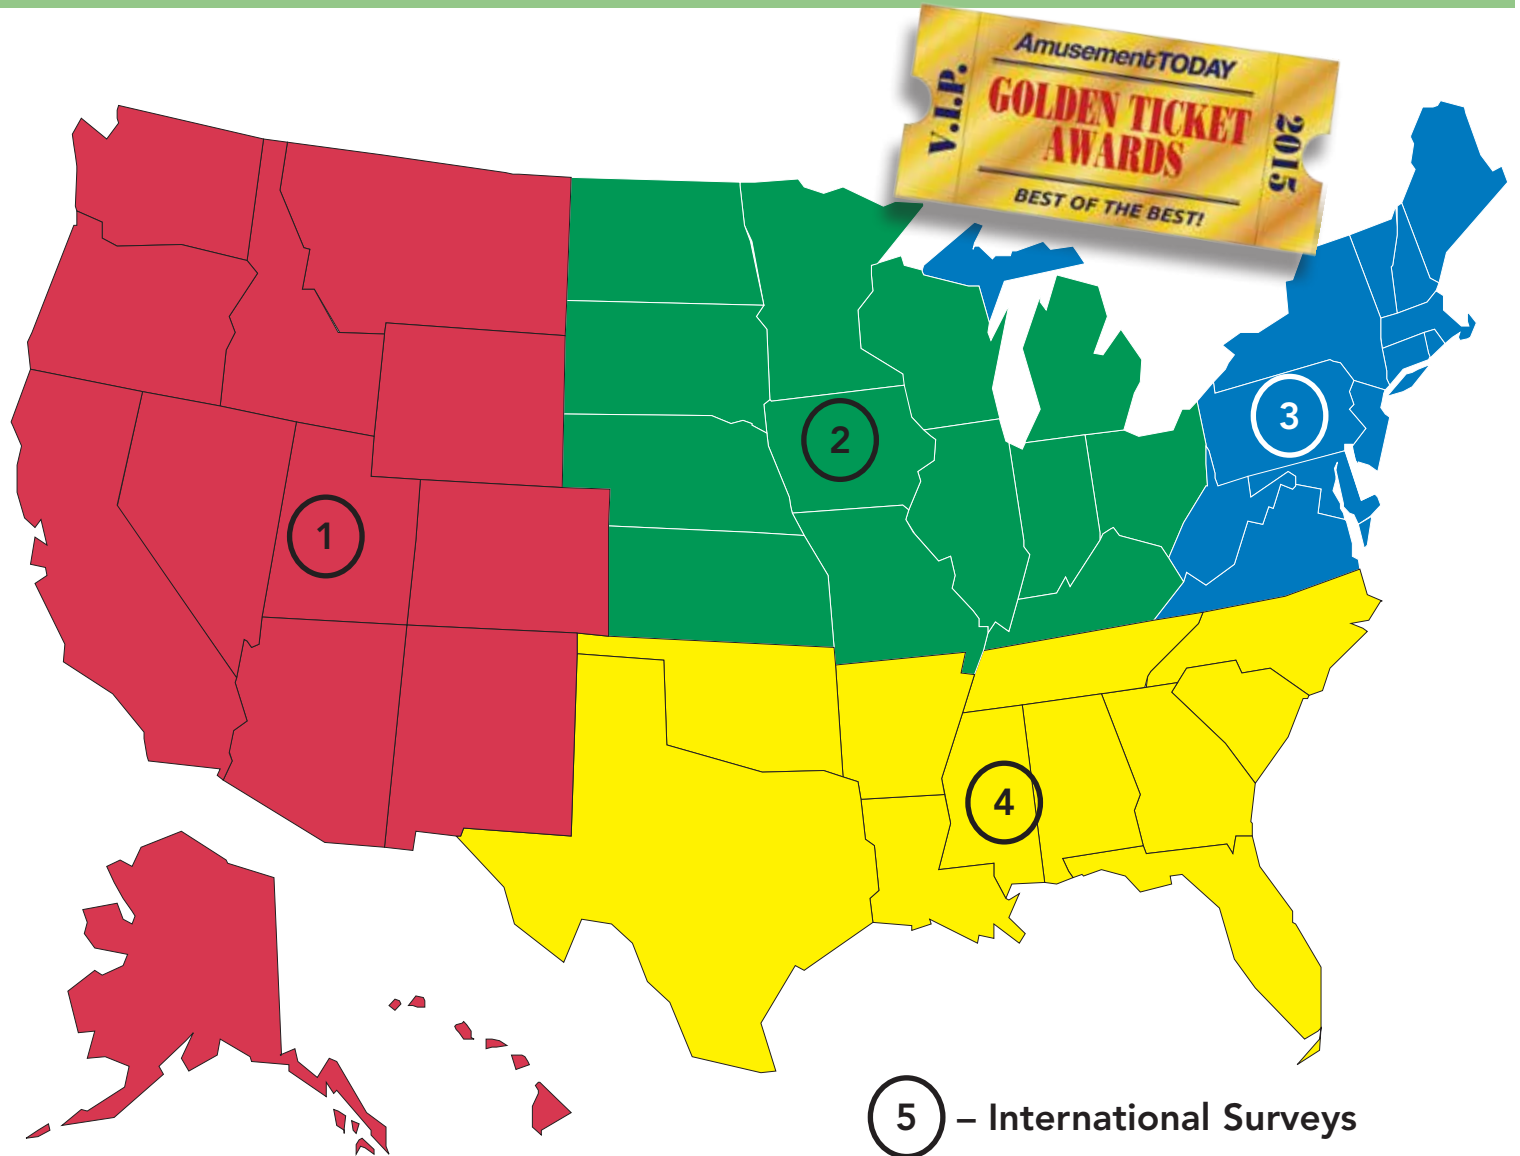 AmusementTODAY
V.I.P.
GOLDEN TICKET
AWARDS
2015
BEST OF THE BEST!
3
2
1
4
5 – International Surveys